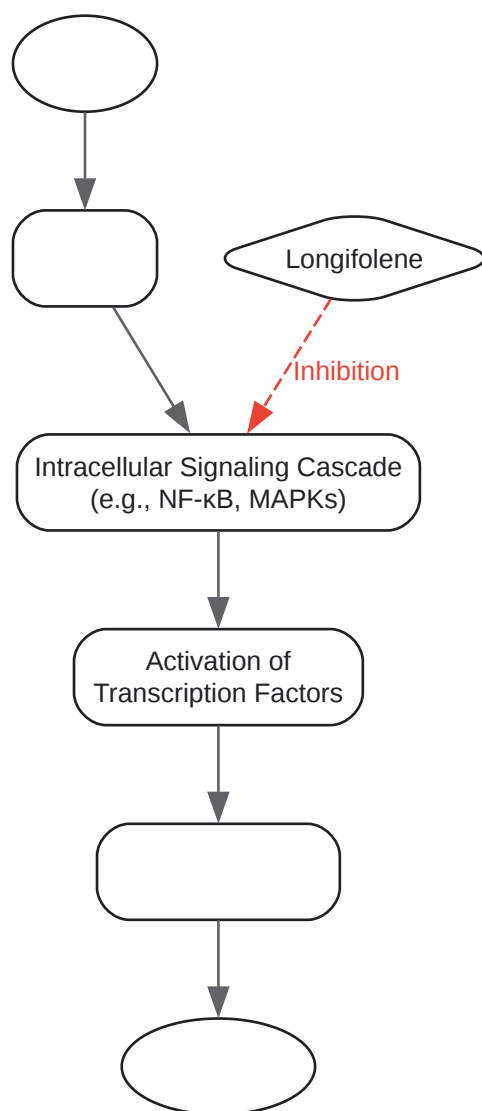 Longifolene
Inhibition
Intracellular Signaling Cascade
(e.g., NF-κB, MAPKs)
Activation of
Transcription Factors